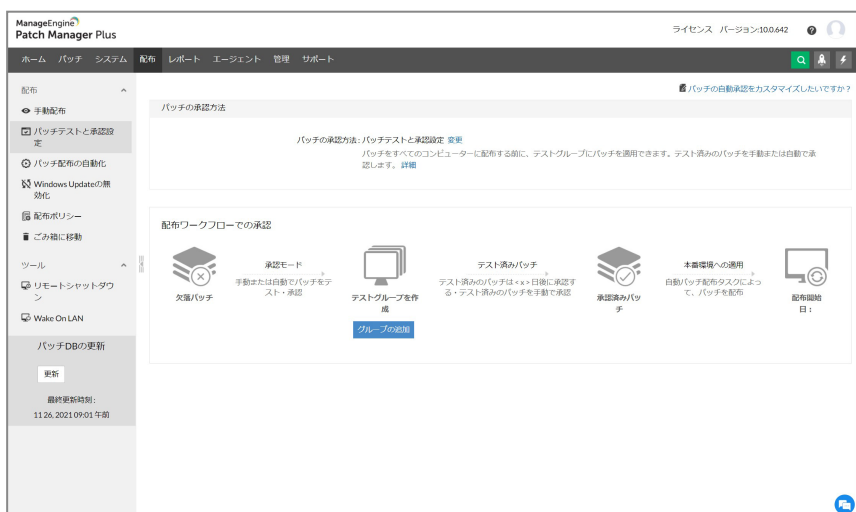 ManageEngine
Patch Manager Plus
ライセンス バージョン:10.0.642
ホーム パッチ システム 配布 レポート エージェント 管理 サポート
配布
手動配布
パッチテストと承認設
定
パッチ配布の自動化
Windows Updateの無
効化
配布ポリシー
ごみ箱に移動
ツール
リモートシャットダウ
ン
Wake On LAN
パッチDBの更新
更新
最終更新時刻 :
11 26, 2021 09:01 午前
パッチの自動承認をカスタマイズしたいですか ?
パッチの承認方法
パッチの承認方法 : パッチテストと承認設定 変更
パッチをすべてのコンピューターに配布する前に、テストグループにパッチを適用できます。テスト済みのパッチを手動または自動で承
認します。 詳細
配布ワークフローでの承認
欠落パッチ
承認モード
手動または自動でパッチをテ
スト・承認
テストグループを作
成
グループの追加
テスト済みパッチ
テスト済みのパッチは<x>日後に承認す
る・テスト済みのパッチを手動で承認
承認済みパッ
チ
本番環境への適用
自動パッチ配布タスクによっ
て、パッチを配布
配布開始
日 :